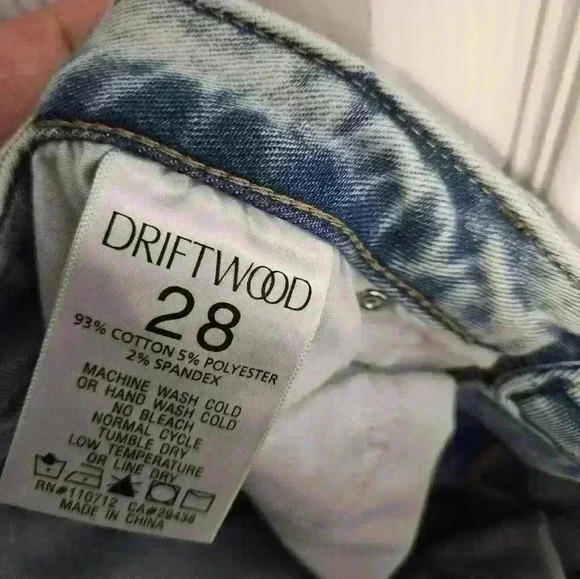 DRIFTWOOD
28
93% COTTON 5% POLYESTER
2% SPANDEX
MACHINE WASH COLD
OR HAND WASH COLD
NO BLEACH
NORMAL CYCLE
TUMBLE DRY
LOW TEMPERATURE
OR LINE DRY
RN#110712 CA#39438
MADE IN CHINA